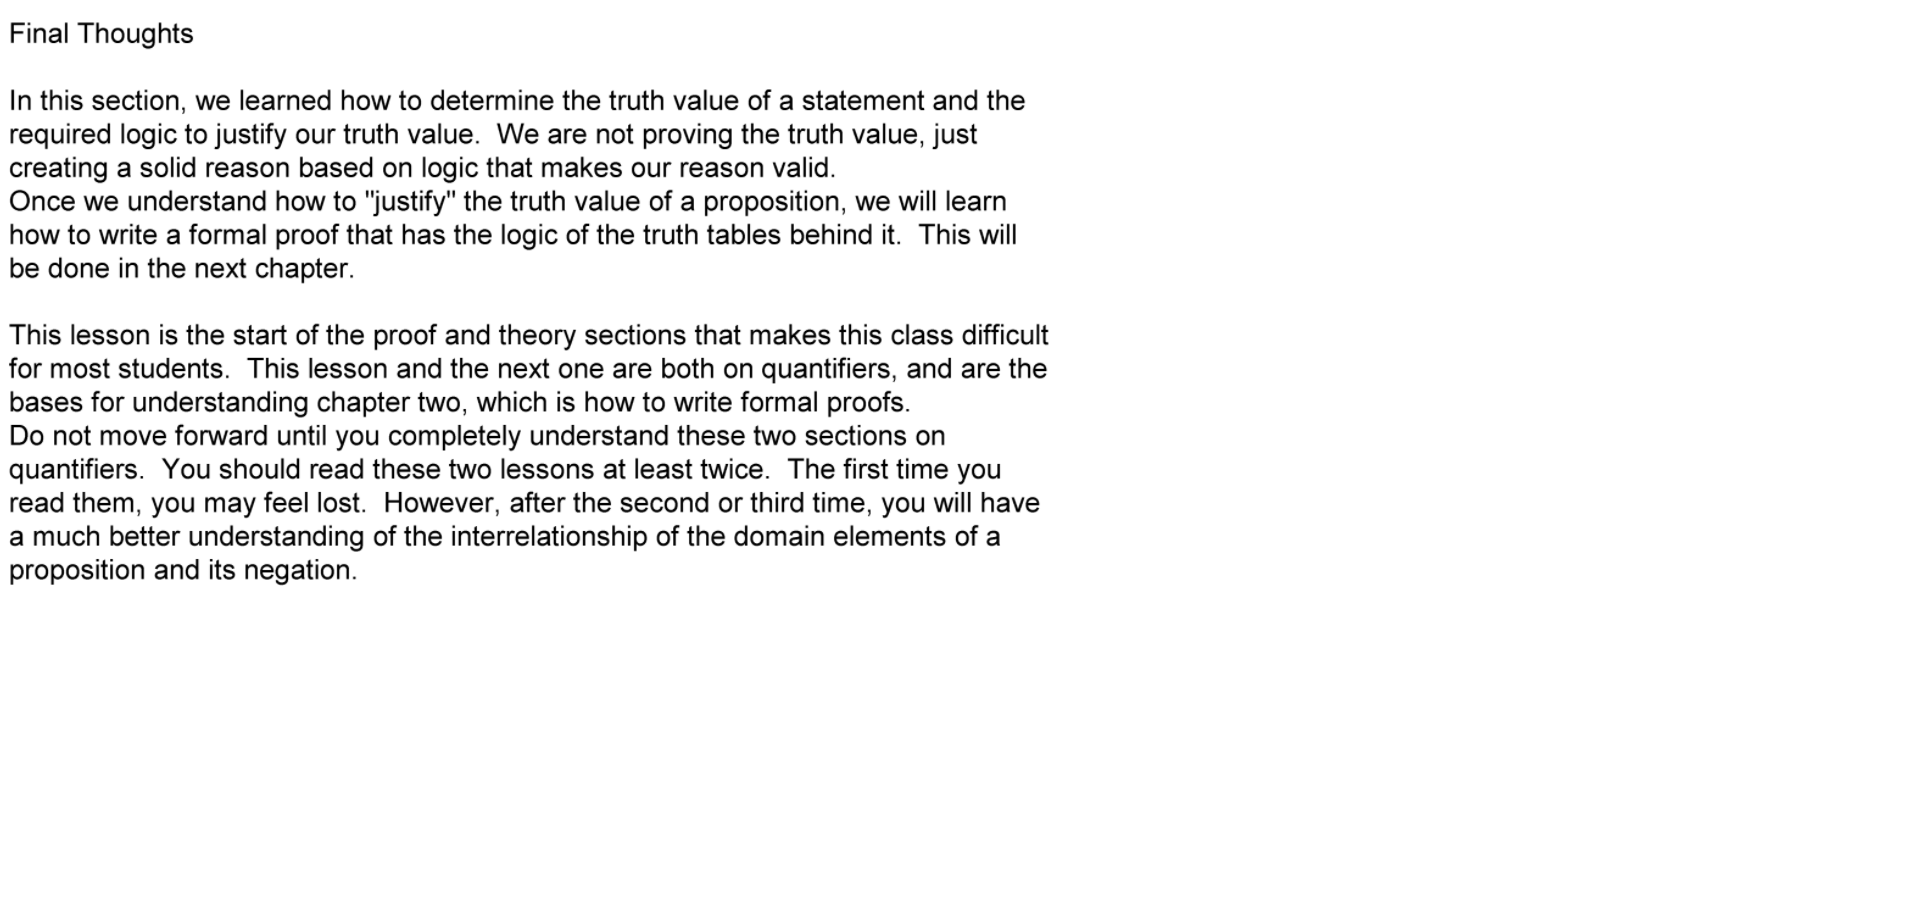 Final Thoughts
In this section, we learned how to determine the truth value of a statement and the
required logic to justify our truth value.  We are not proving the truth value, just
creating a solid reason based on logic that makes our reason valid.
Once we understand how to "justify" the truth value of a proposition, we will learn
how to write a formal proof that has the logic of the truth tables behind it.  This will
be done in the next chapter.
This lesson is the start of the proof and theory sections that makes this class difficult
for most students.  This lesson and the next one are both on quantifiers, and are the
bases for understanding chapter two, which is how to write formal proofs.
Do not move forward until you completely understand these two sections on
quantifiers.  You should read these two lessons at least twice.  The first time you
read them, you may feel lost.  However, after the second or third time, you will have
a much better understanding of the interrelationship of the domain elements of a
proposition and its negation.